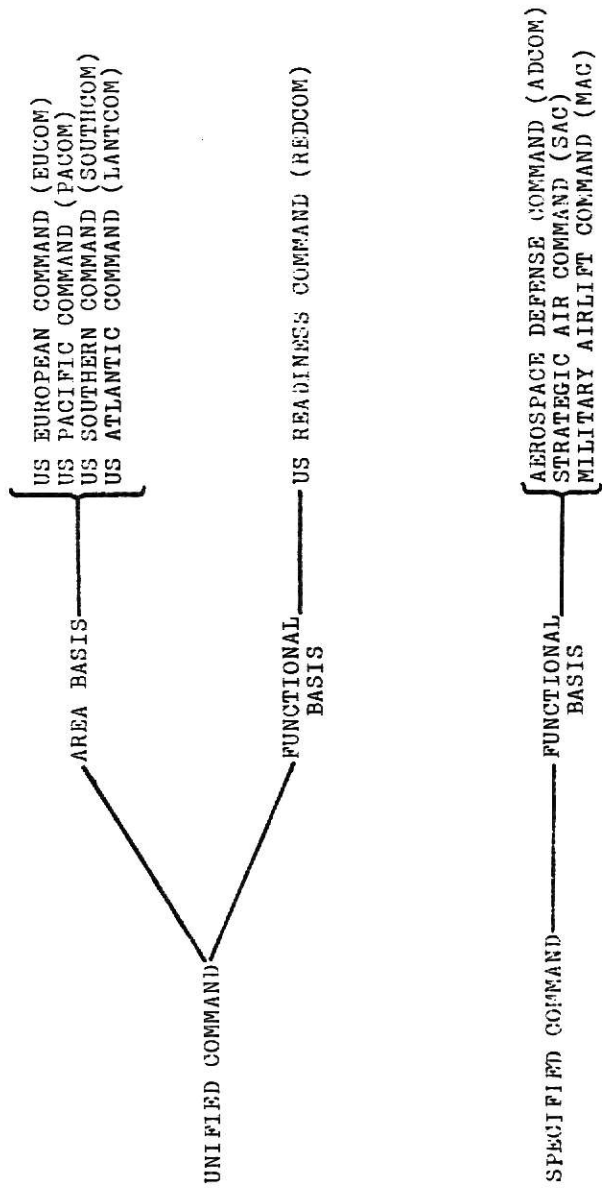 UNIFIED COMMAND
AREA BASIS
US EUROPEAN COMMAND (EUCOM)
US PACIFIC COMMAND (PACOM)
US SOUTHERN COMMAND (SOUTHCOM)
US ATLANTIC COMMAND (LANTCOM)
FUNCTIONAL
BASIS
US READINESS COMMAND (REDCOM)
SPECIFIED COMMAND
FUNCTIONAL
BASIS
AEROSPACE DEFENSE COMMAND (ADCOM)
STRATEGIC AIR COMMAND (SAC)
MILITARY AIRLIFT COMMAND (MAC)